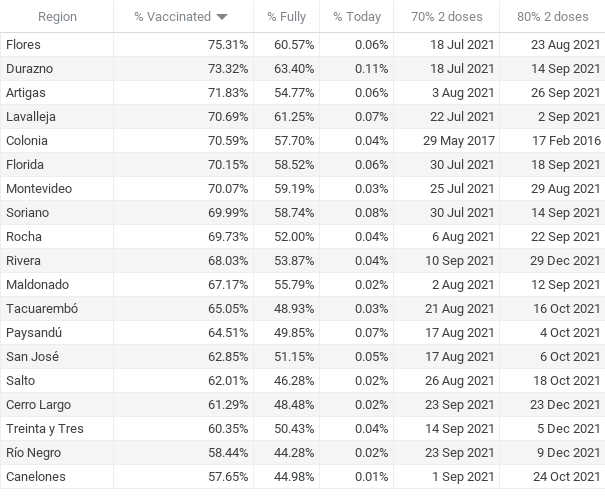 Region % Vaccinated % Fully % Today 70% 2 doses 80% 2 doses
Flores 75.31% 60.57% 0.06% 18 Jul 2021 23 Aug 2021
Durazno 73.32% 63.40% 0.11% 18 Jul 2021 14 Sep 2021
Artigas 71.83% 54.77% 0.06% 3 Aug 2021 26 Sep 2021
Lavalleja 70.69% 61.25% 0.07% 22 Jul 2021 2 Sep 2021
Colonia 70.59% 57.70% 0.04% 29 May 2017 17 Feb 2016
Florida 70.15% 58.52% 0.06% 30 Jul 2021 18 Sep 2021
Montevideo 70.07% 59.19% 0.03% 25 Jul 2021 29 Aug 2021
Soriano 69.99% 58.74% 0.08% 30 Jul 2021 14 Sep 2021
Rocha 69.73% 52.00% 0.04% 6 Aug 2021 22 Sep 2021
Rivera 68.03% 53.87% 0.04% 10 Sep 2021 29 Dec 2021
Maldonado 67.17% 55.79% 0.02% 2 Aug 2021 12 Sep 2021
Tacuarembó 65.05% 48.93% 0.03% 21 Aug 2021 16 Oct 2021
Paysandú 64.51% 49.85% 0.07% 17 Aug 2021 4 Oct 2021
San José 62.85% 51.15% 0.05% 17 Aug 2021 6 Oct 2021
Salto 62.01% 46.28% 0.02% 26 Aug 2021 18 Oct 2021
Cerro Largo 61.29% 48.48% 0.02% 23 Sep 2021 23 Dec 2021
Treinta y Tres 60.35% 50.43% 0.04% 14 Sep 2021 5 Dec 2021
Río Negro 58.44% 44.28% 0.02% 23 Sep 2021 9 Dec 2021
Canelones 57.65% 44.98% 0.01% 1 Sep 2021 24 Oct 2021